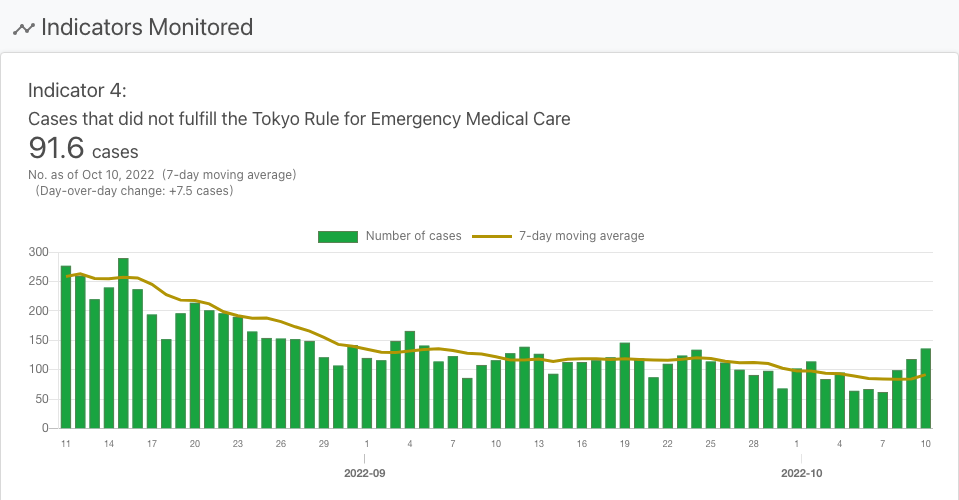 Indicators Monitored
Indicator 4:
Cases that did not fulfill the Tokyo Rule for Emergency Medical Care
91.6 cases
No. as of Oct 10, 2022 (7-day moving average)
(Day-over-day change: +7.5 cases)
Number of cases 7-day moving average
300
250
200
150
100
50
0
11 14 17 20 23 26 29 1 4 7 10 13 16 19 22 25 28 1 4 7 10
2022-09 2022-10